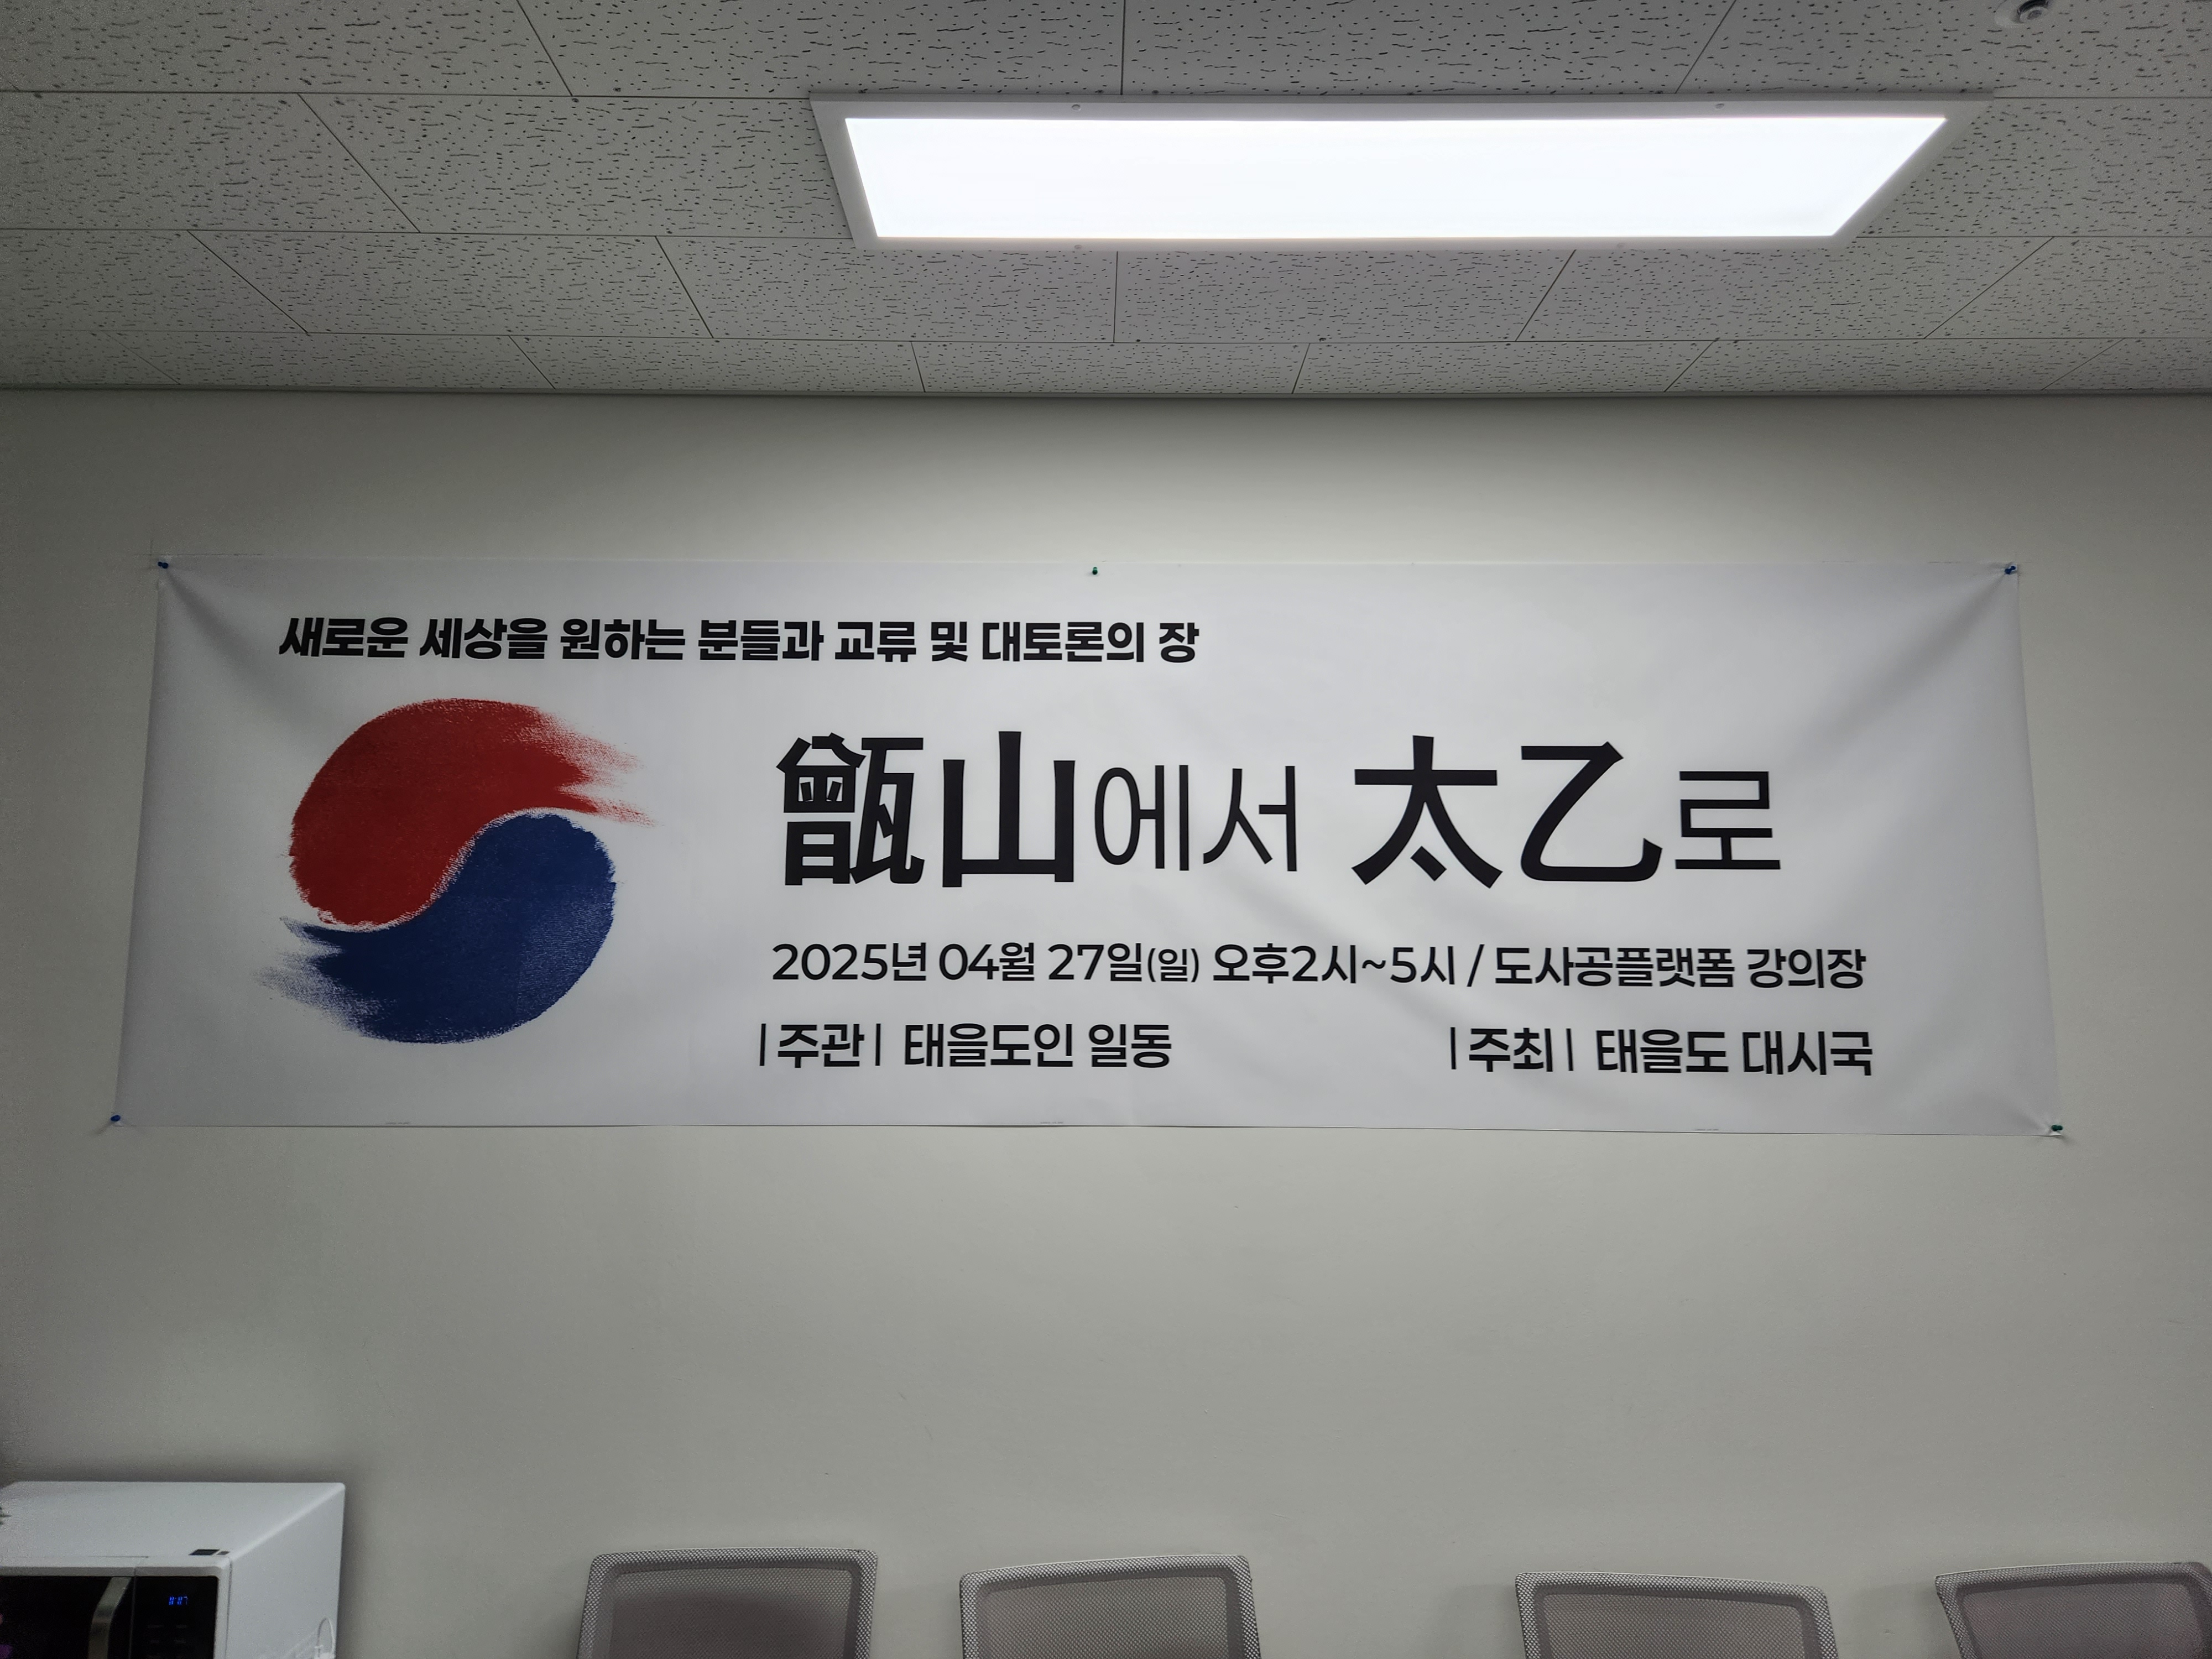 새로운 세상을 원하는 분들과 교류 및 대토론의 장
甑山에서 太乙로
2025년 04월 27일(일) 오후2시~5시 / 도사공플랫폼 강의장
|주관| 태을도인 일동
|주최| 태을도 대시국